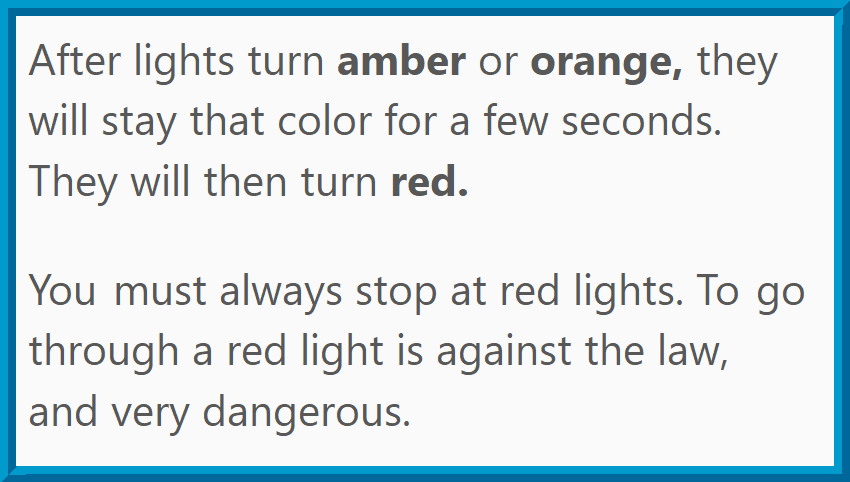 After lights turn amber or orange, they
will stay that color for a few seconds.
They will then turn red.
You must always stop at red lights. To go
through a red light is against the law,
and very dangerous.